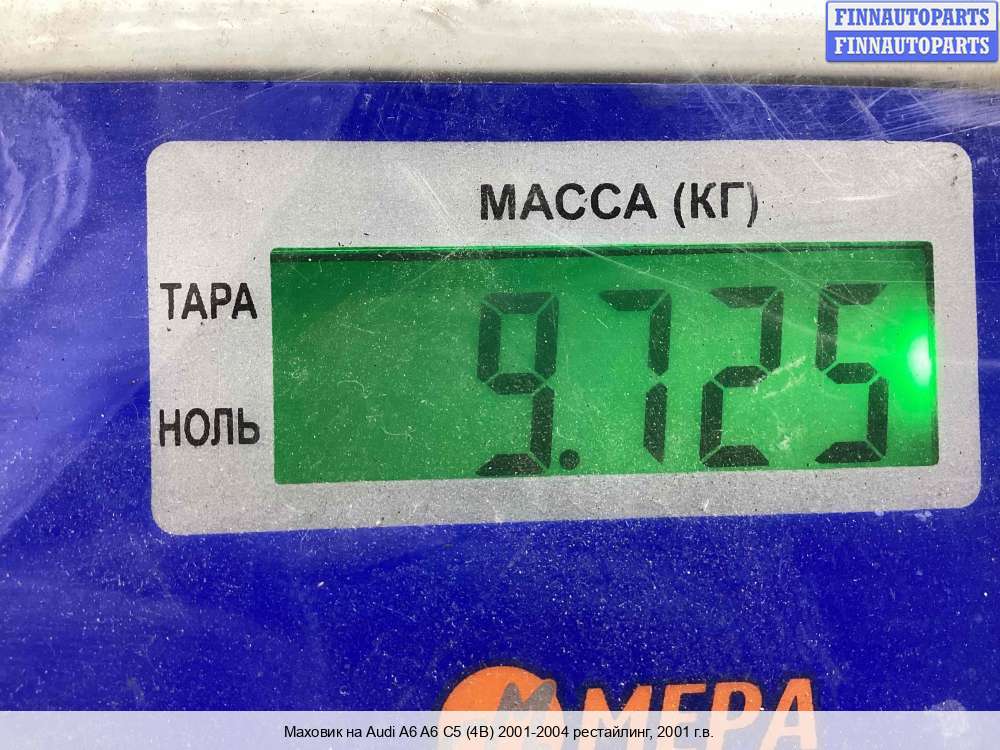 FINNAUTOPARTS
FINNAUTOPARTS
МАССА (КГ)
ТАРА
9.725
НОЛЬ
МЕРА
Маховик на Audi A6 A6 C5 (4B) 2001-2004 рестайлинг, 2001 г.в.